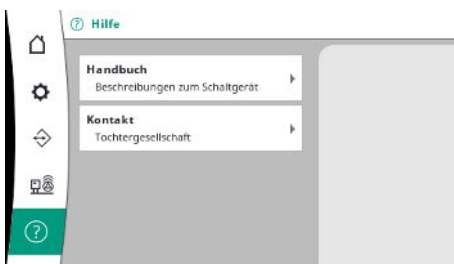 Hilfe
Handbuch
Beschreibungen zum Schaltgerät
Kontakt
Tochtergesellschaft